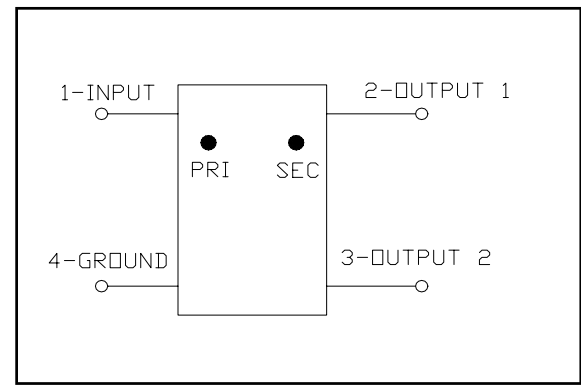 1-INPUT
2-OUTPUT 1
PRI
SEC
4-GROUND
3-OUTPUT 2